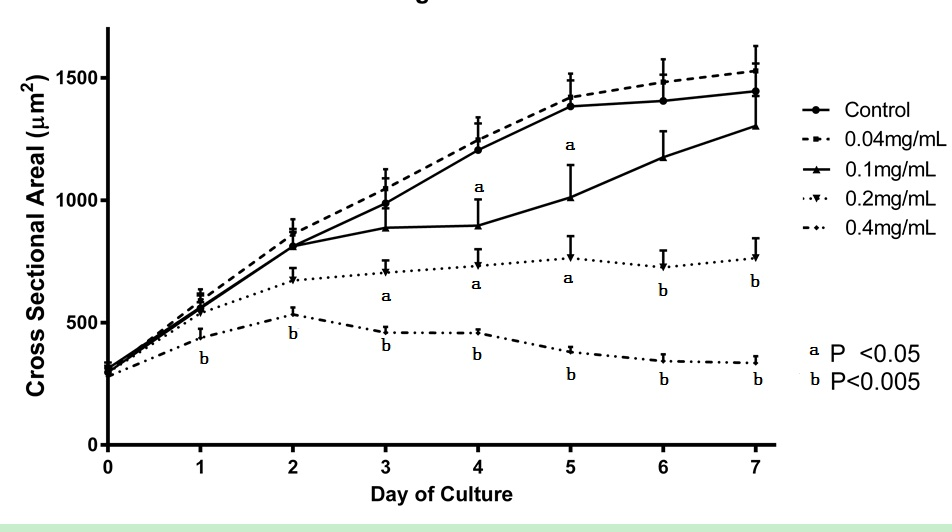 1500
1000
500
0
0 1 2 3 4 5 6 7
Cross Sectional Areal (µm2)
Day of Culture
a
a
a
a
a
b
b
b
b
b
b
b
b
b
Control
0.04mg/mL
0.1mg/mL
0.2mg/mL
0.4mg/mL
a P <0.05
b P<0.005